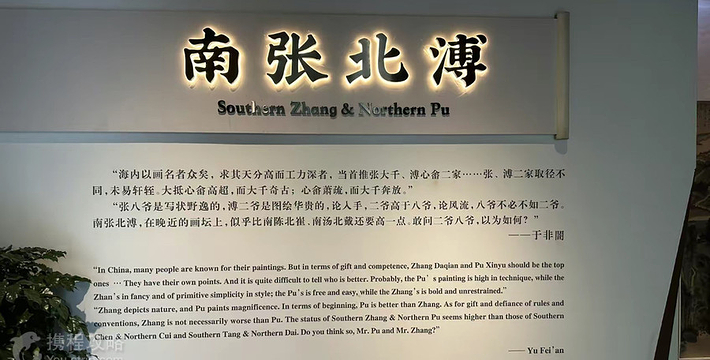 南张北溥
Southern Zhang & Northern Pu
“海内以画名者众矣，求其天分高而工力深者，当首推张大千、溥心畬二家……张、溥二家取径不
同，未易轩轾。大抵心畬高超，而大千奇古；心畬萧疏，而大千奔放。”
“张八爷是写状野逸的，溥二爷是图绘华贵的，论入手，二爷高于八爷，论风流，八爷不必不如二爷。
南张北溥，在晚近的画坛上，似乎比南陈北崔、南汤北戴还要高一点。敢问二爷八爷，以为如何？”
——于非闇
“In China, many people are known for their paintings. But in terms of gift and competence, Zhang Daqian and Pu Xinyu should be the top
ones ··· They have their own points. And it is quite difficult to tell who is better. Probably, the Pu’s painting is high in technique, while the
Zhan’s in fancy and of primitive simplicity in style; the Pu’s is free and easy, while the Zhang’s is bold and unrestrained.”
“Zhang depicts nature, and Pu paints magnificence. In terms of beginning, Pu is better than Zhang. As for gift and defiance of rules and
conventions, Zhang is not necessarily worse than Pu. The status of Southern Zhang & Northern Pu seems higher than those of Southern
Chen & Northern Cui and Southern Tang & Northern Dai. Do you think so, Mr. Pu and Mr. Zhang?”
—— Yu Fei’an
携程攻略